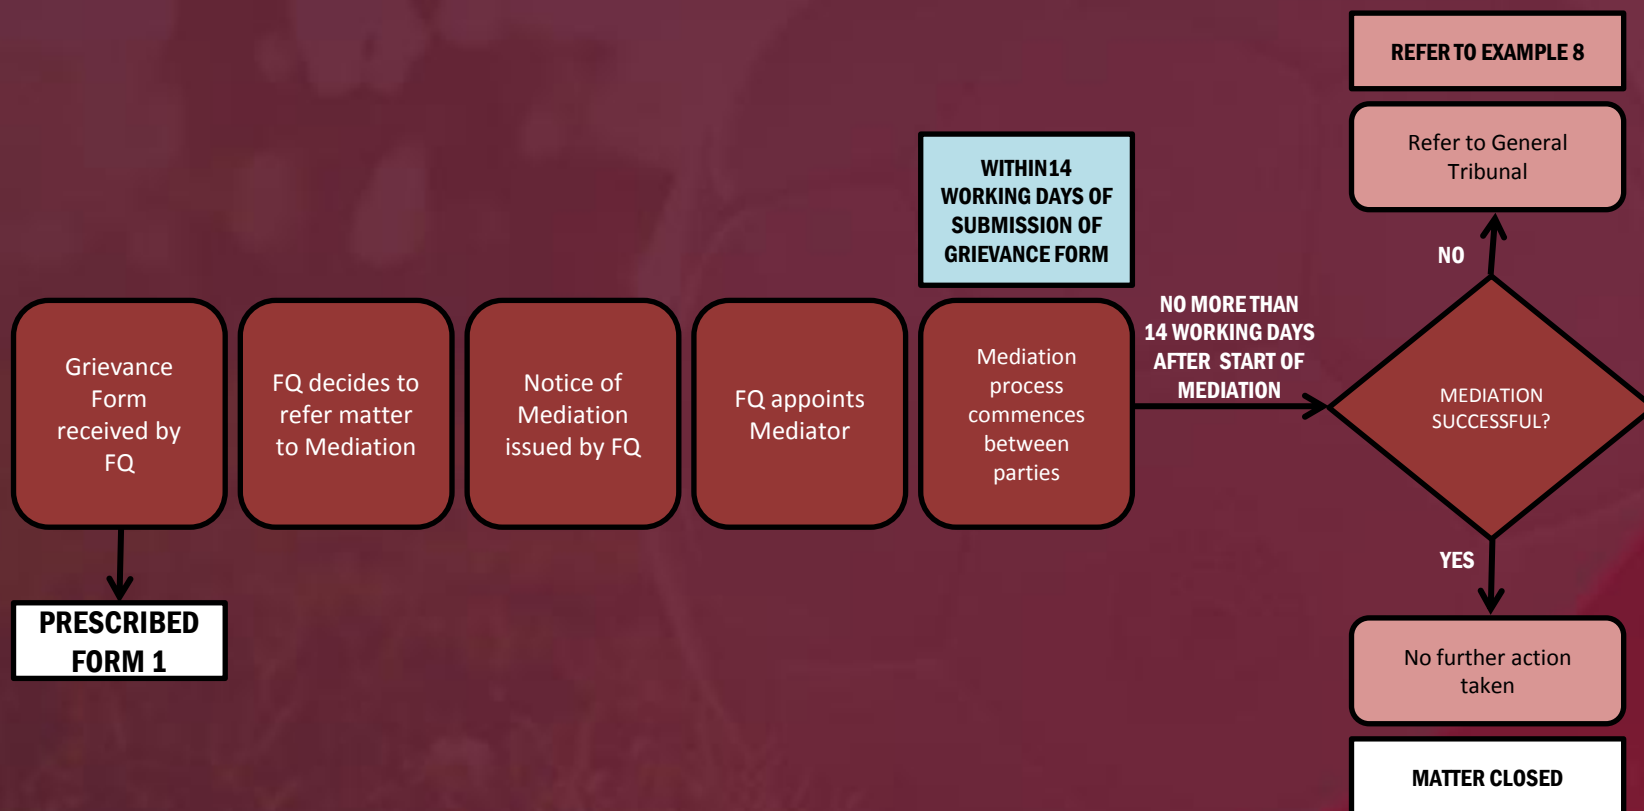 Grievance
Form
received by
FQ
PRESCRIBED
FORM 1
FQ decides to
refer matter
to Mediation
Notice of
Mediation
issued by FQ
FQ appoints
Mediator
WITHIN 14
WORKING DAYS OF
SUBMISSION OF
GRIEVANCE FORM
Mediation
process
commences
between
parties
NO MORE THAN
14 WORKING DAYS
AFTER START OF
MEDIATION
MEDIATION
SUCCESSFUL?
NO
Refer to General
Tribunal
REFER TO EXAMPLE 8
YES
No further action
taken
MATTER CLOSED